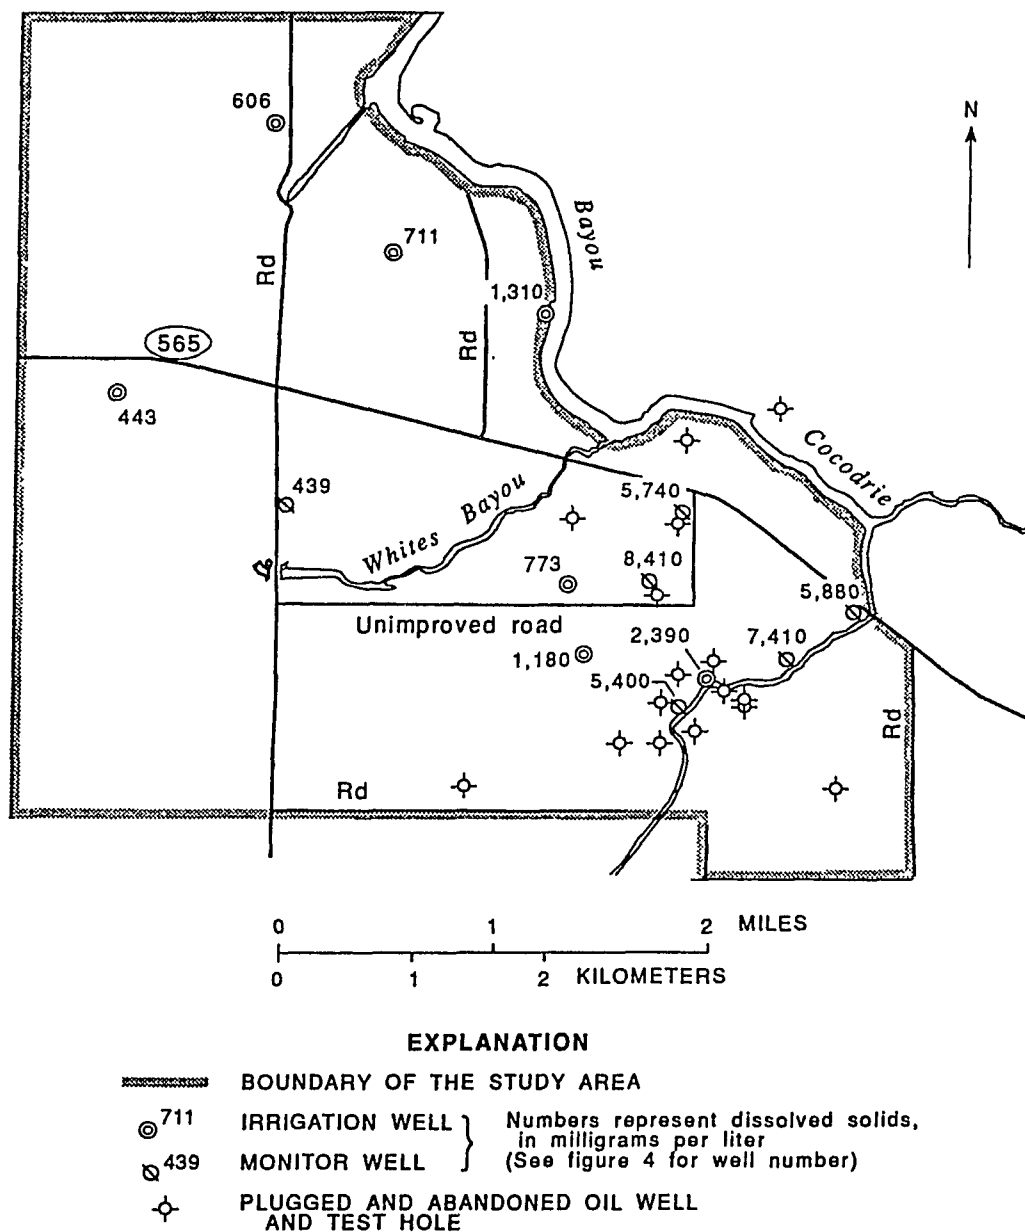 606
N
711
Bayou
Rd
1,310
Rd
565
443
Cocodrie
439
Whites Bayou
5,740
773
8,410
5,880
Unimproved road
2,390
7,410
1,180
5,400
Rd
Rd
0 1 2 MILES
0 1 2 KILOMETERS
EXPLANATION
BOUNDARY OF THE STUDY AREA
711 IRRIGATION WELL
439 MONITOR WELL
Numbers represent dissolved solids,
in milligrams per liter
(See figure 4 for well number)
PLUGGED AND ABANDONED OIL WELL
AND TEST HOLE